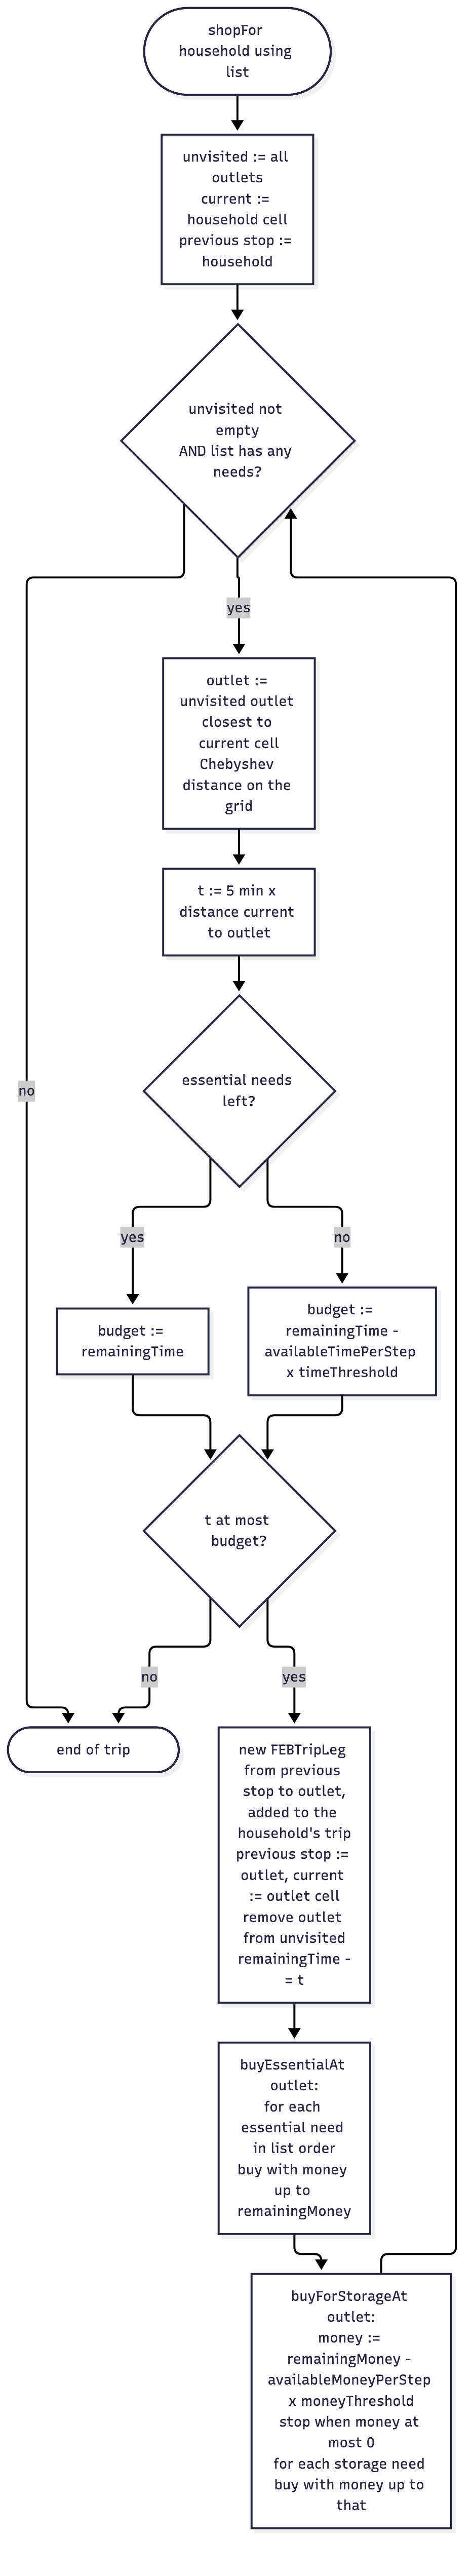 shopFor
household using
list
unvisited := all
outlets
current :=
household cell
previous stop :=
household
unvisited not
empty
AND list has any
needs?
yes
outlet :=
unvisited outlet
closest to
current cell
Chebyshev
distance on the
grid
t := 5 min x
distance current
to outlet
essential needs
left?
no
yes
no
budget :=
remainingTime
budget :=
remainingTime -
availableTimePerStep
x timeThreshold
t at most
budget?
no
yes
end of trip
new FEBTripLeg
from previous
stop to outlet,
added to the
household's trip
previous stop :=
outlet, current
:= outlet cell
remove outlet
from unvisited
remainingTime -
= t
buyEssentialAt
outlet:
for each
essential need
in list order
buy with money
up to
remainingMoney
buyForStorageAt
outlet:
money :=
remainingMoney -
availableMoneyPerStep
x moneyThreshold
stop when money at
most 0
for each storage need
buy with money up to
that